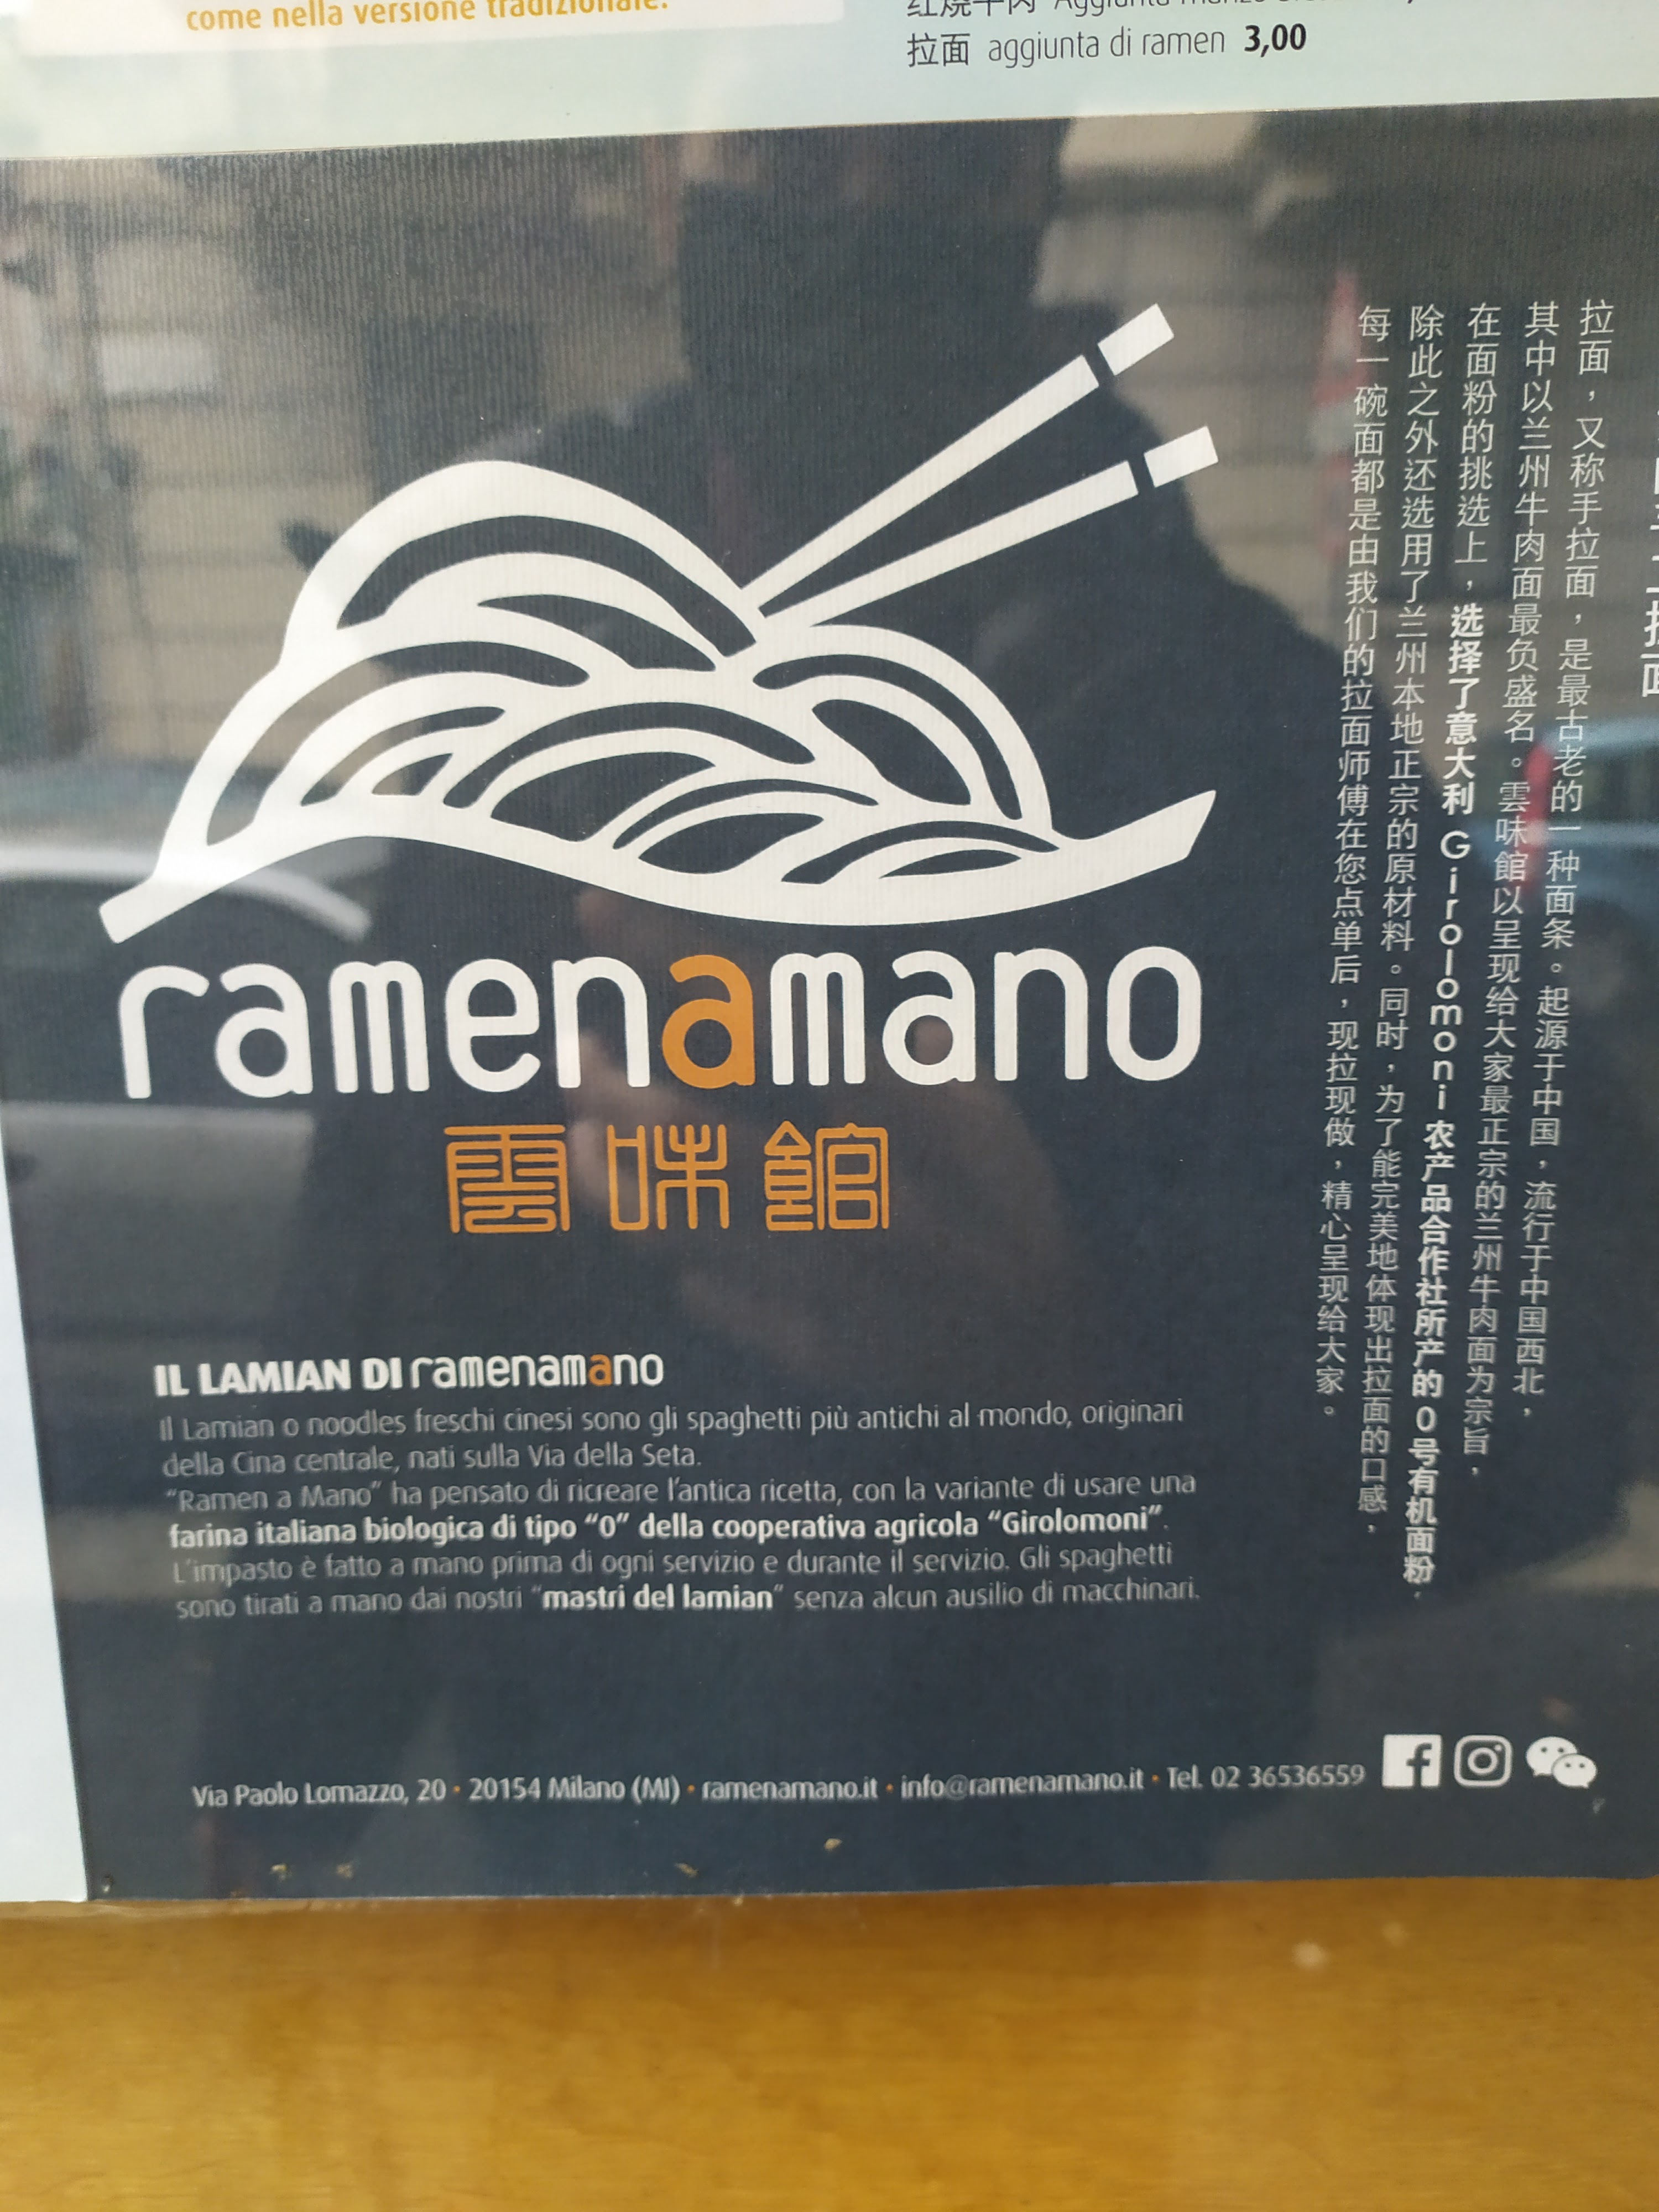 come nella versione tradizionale.
红烧牛肉 Aggiunta manzo
拉面 aggiunta di ramen 3,00
ramenamano
雲味館
IL LAMIAN DI ramenamano
Il Lamian o noodles freschi cinesi sono gli spaghetti più antichi al mondo, originari
della Cina centrale, nati sulla Via della Seta.
“Ramen a Mano” ha pensato di ricreare l'antica ricetta, con la variante di usare una
farina italiana biologica di tipo “0” della cooperativa agricola “Girolomoni”.
L'impasto è fatto a mano prima di ogni servizio e durante il servizio. Gli spaghetti
sono tirati a mano dai nostri “mastri del lamian” senza alcun ausilio di macchinari.
拉面，又称手拉面，是最古老的一种面条。起源于中国，流行于中国西北，
其中以兰州牛肉面最负盛名。雲味館以呈现给大家最正宗的兰州牛肉面为宗旨，
在面粉的挑选上，选择了意大利 Girolomoni 农产品合作社所产的 0 号有机面粉.
除此之外还选用了兰州本地正宗的原材料。同时，为了能完美地体现出拉面的口感，
每一碗面都是由我们的拉面师傅在您点单后，现拉现做，精心呈现给大家。
Via Paolo Lomazzo, 20 • 20154 Milano (MI) • ramenamano.it • info@ramenamano.it • Tel. 02 36536559